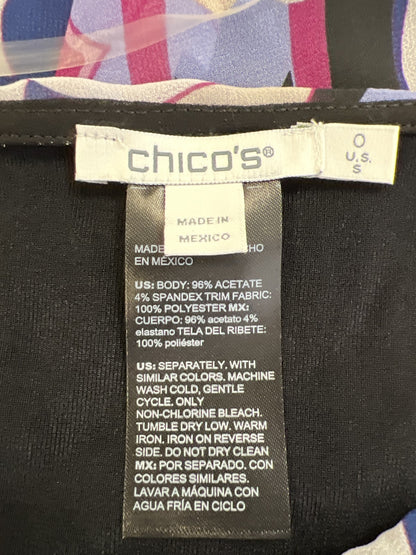 chico's®
0
U.S.
S
MADE IN
MEXICO
MADE CHO
EN MÉXICO
US: BODY: 96% ACETATE
4% SPANDEX TRIM FABRIC:
100% POLYESTER MX:
CUERPO: 96% acetato 4%
elastano TELA DEL RIBETE:
100% poliéster
US: SEPARATELY. WITH
SIMILAR COLORS. MACHINE
WASH COLD, GENTLE
CYCLE. ONLY
NON-CHLORINE BLEACH.
TUMBLE DRY LOW. WARM
IRON. IRON ON REVERSE
SIDE. DO NOT DRY CLEAN
MX: POR SEPARADO. CON
COLORES SIMILARES.
LAVAR A MÁQUINA CON
AGUA FRÍA EN CICLO